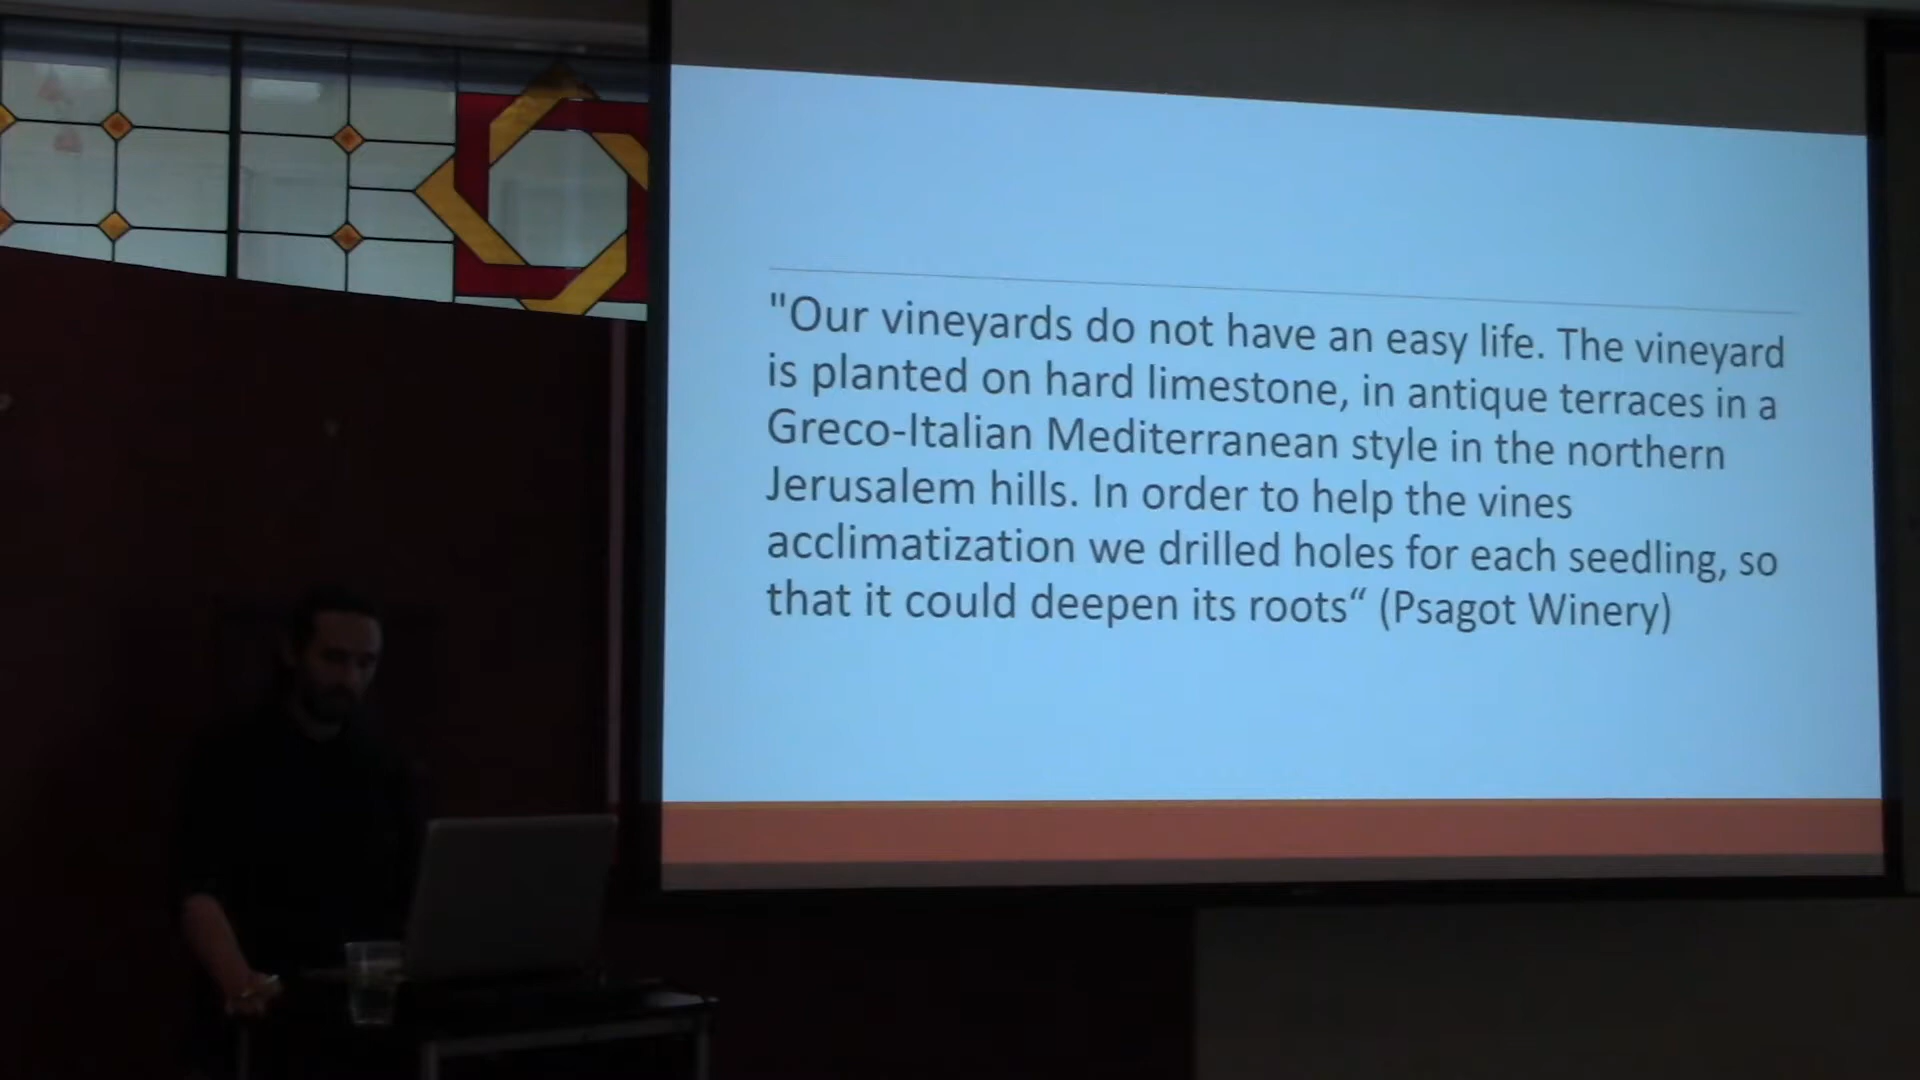 "Our vineyards do not have an easy life. The vineyard
is planted on hard limestone, in antique terraces in a
Greco-Italian Mediterranean style in the northern
Jerusalem hills. In order to help the vines
acclimatization we drilled holes for each seedling, so
that it could deepen its roots“ (Psagot Winery)